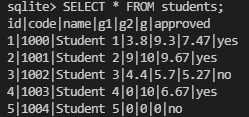 sqlite> SELECT * FROM students;
id|code|name|g1|g2|g|approved
1|1000|Student 1|3.8|9.3|7.47|yes
2|1001|Student 2|9|10|9.67|yes
3|1002|Student 3|4.4|5.7|5.27|no
4|1003|Student 4|0|10|6.67|yes
5|1004|Student 5|0|0|0|no